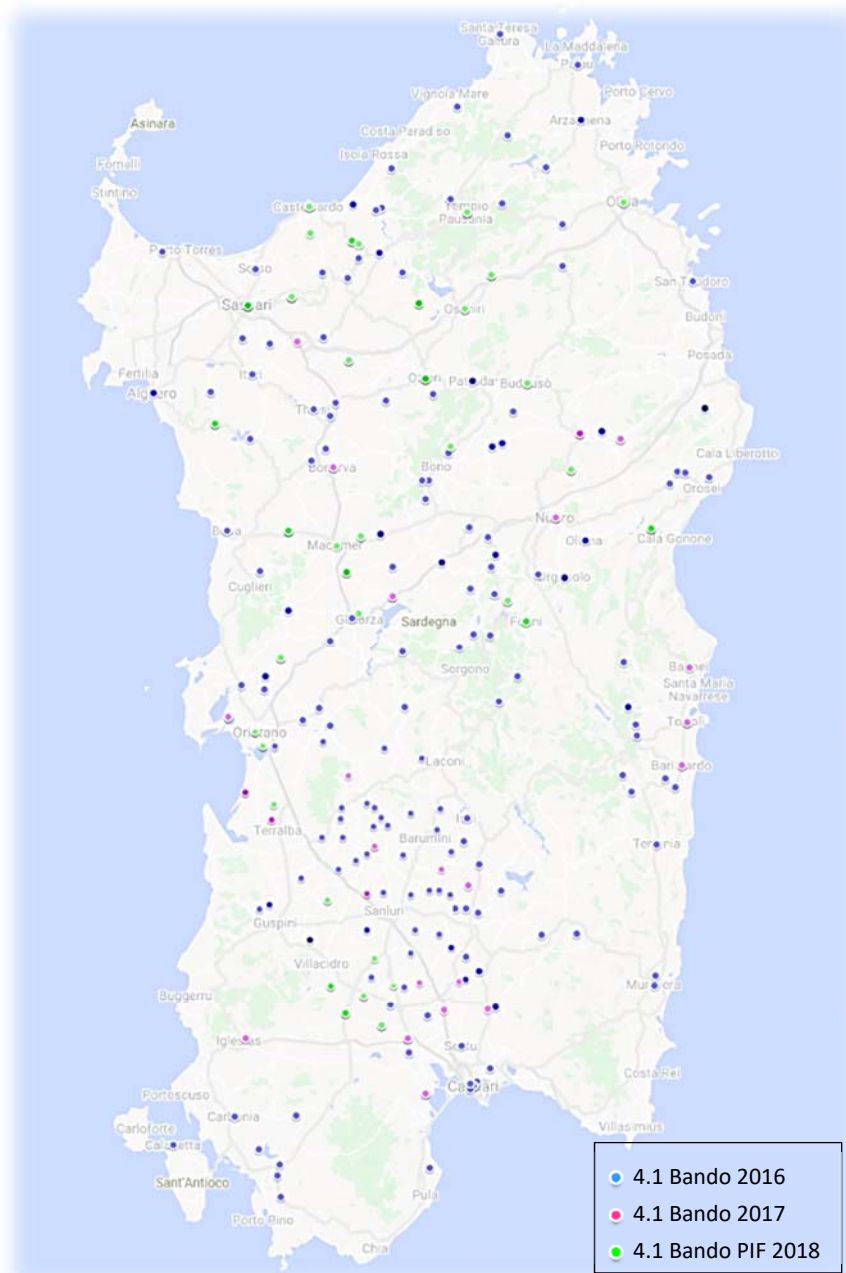 Santa Teresa
Gallura
La Maddalena
Palau
Porto Cervo
Vignola Mare
Asinara
Arzachena
Costa Paradiso
Porto Rotondo
Isola Rossa
Fornelli
Stintino
Castelsardo
Tempio
Pausania
Olbia
Porto Torres
Sorso
San Teodoro
Sassari
Oschiri
Budoni
Posada
Fertilia
Ittiri
Ozieri
Pattada
Buddusò
Alghero
Thiesi
Cala Liberotto
Bonorva
Bono
Orosei
Nuoro
Bosa
Macomer
Oliena
Cala Gonone
Cuglieri
Orgosolo
Ghilarza
Sardegna
Fonni
Sorgono
Baunei
Santa Maria
Navarrese
Tortolì
Oristano
Laconi
Bari Sardo
Terralba
Isili
Barumini
Tertenia
Sanluri
Guspini
Villacidro
Muravera
Buggerru
Iglesias
Sestu
Costa Rei
Cagliari
Portoscuso
Carbonia
Carloforte
Villasimius
Calasetta
Sant'Antioco
Pula
Porto Pino
Chia
4.1 Bando 2016
4.1 Bando 2017
4.1 Bando PIF 2018